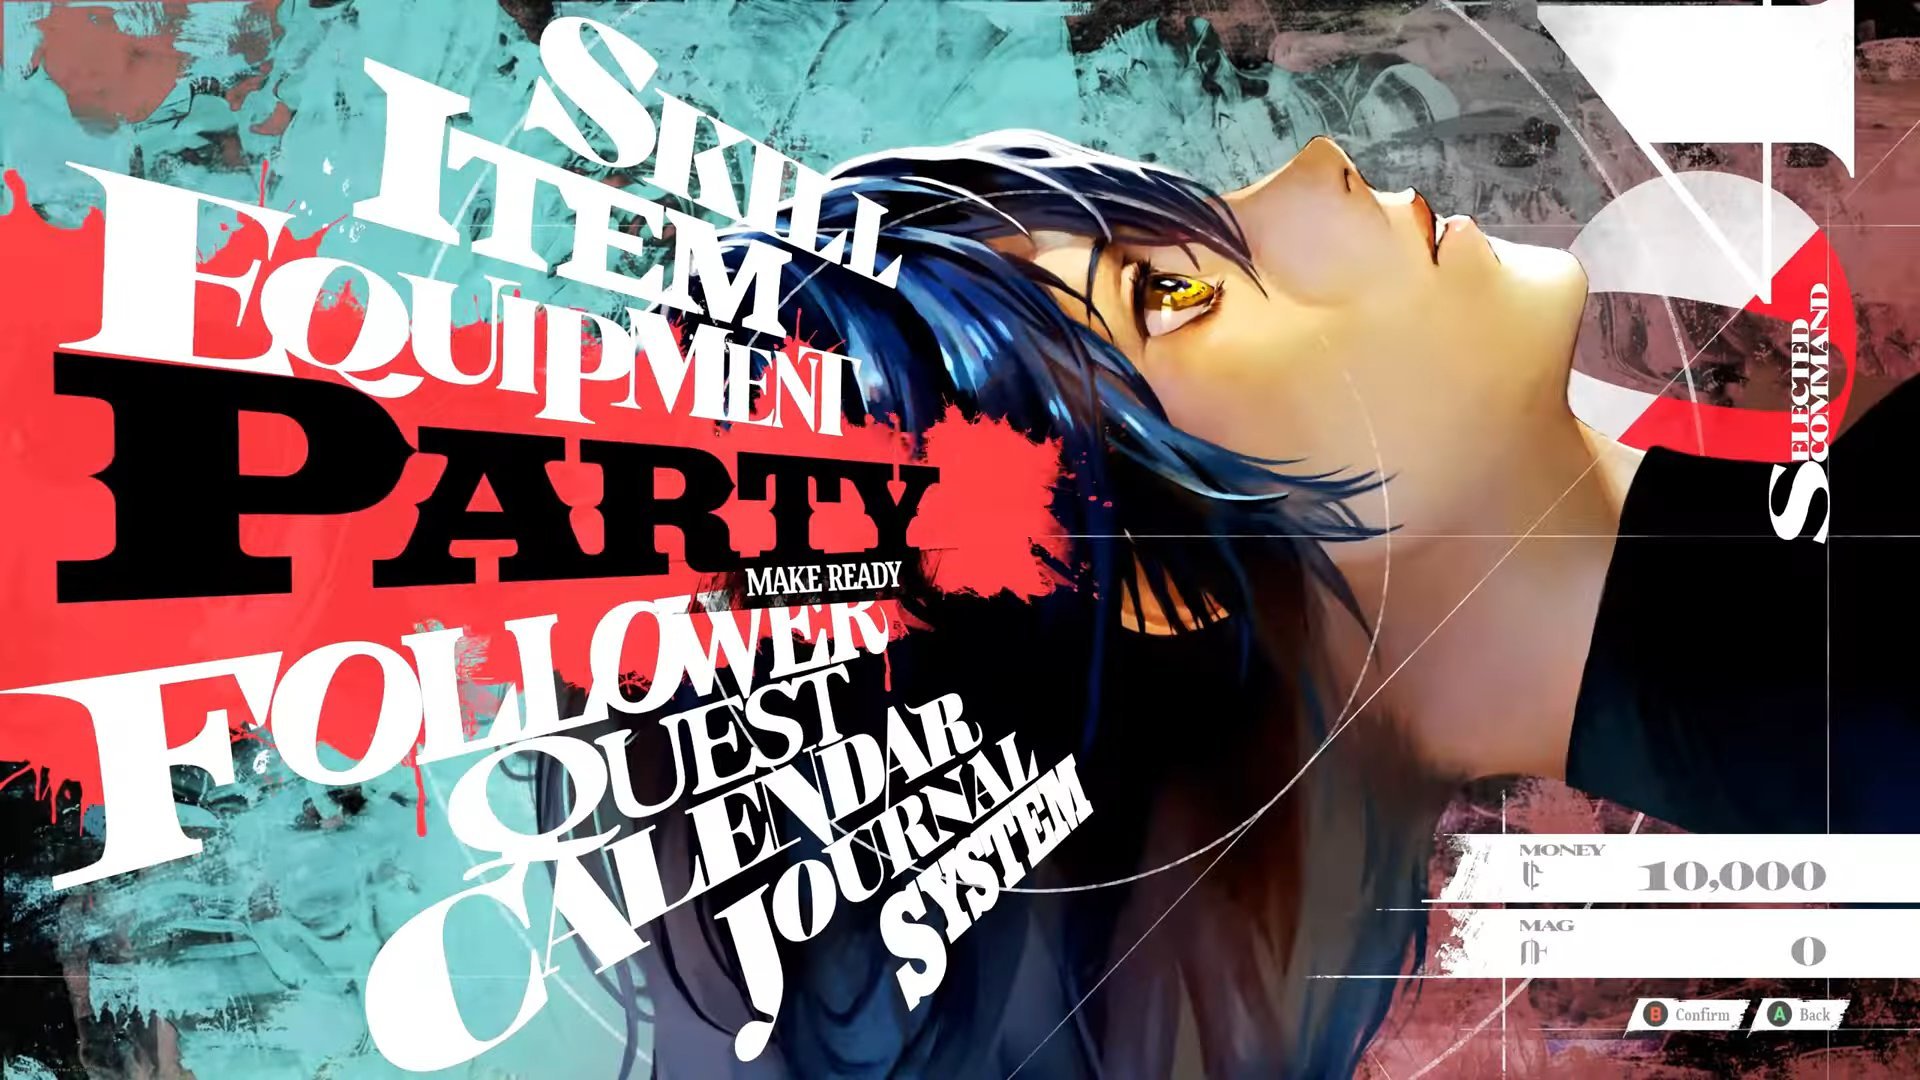 SKILL
ITEM
EQUIPMENT
PARTY
MAKE READY
FOLLOWER
QUEST
CALENDAR
JOURNAL
SYSTEM
SELECTED
COMMAND
MONEY
10,000
MAG
0
B Confirm
A Back